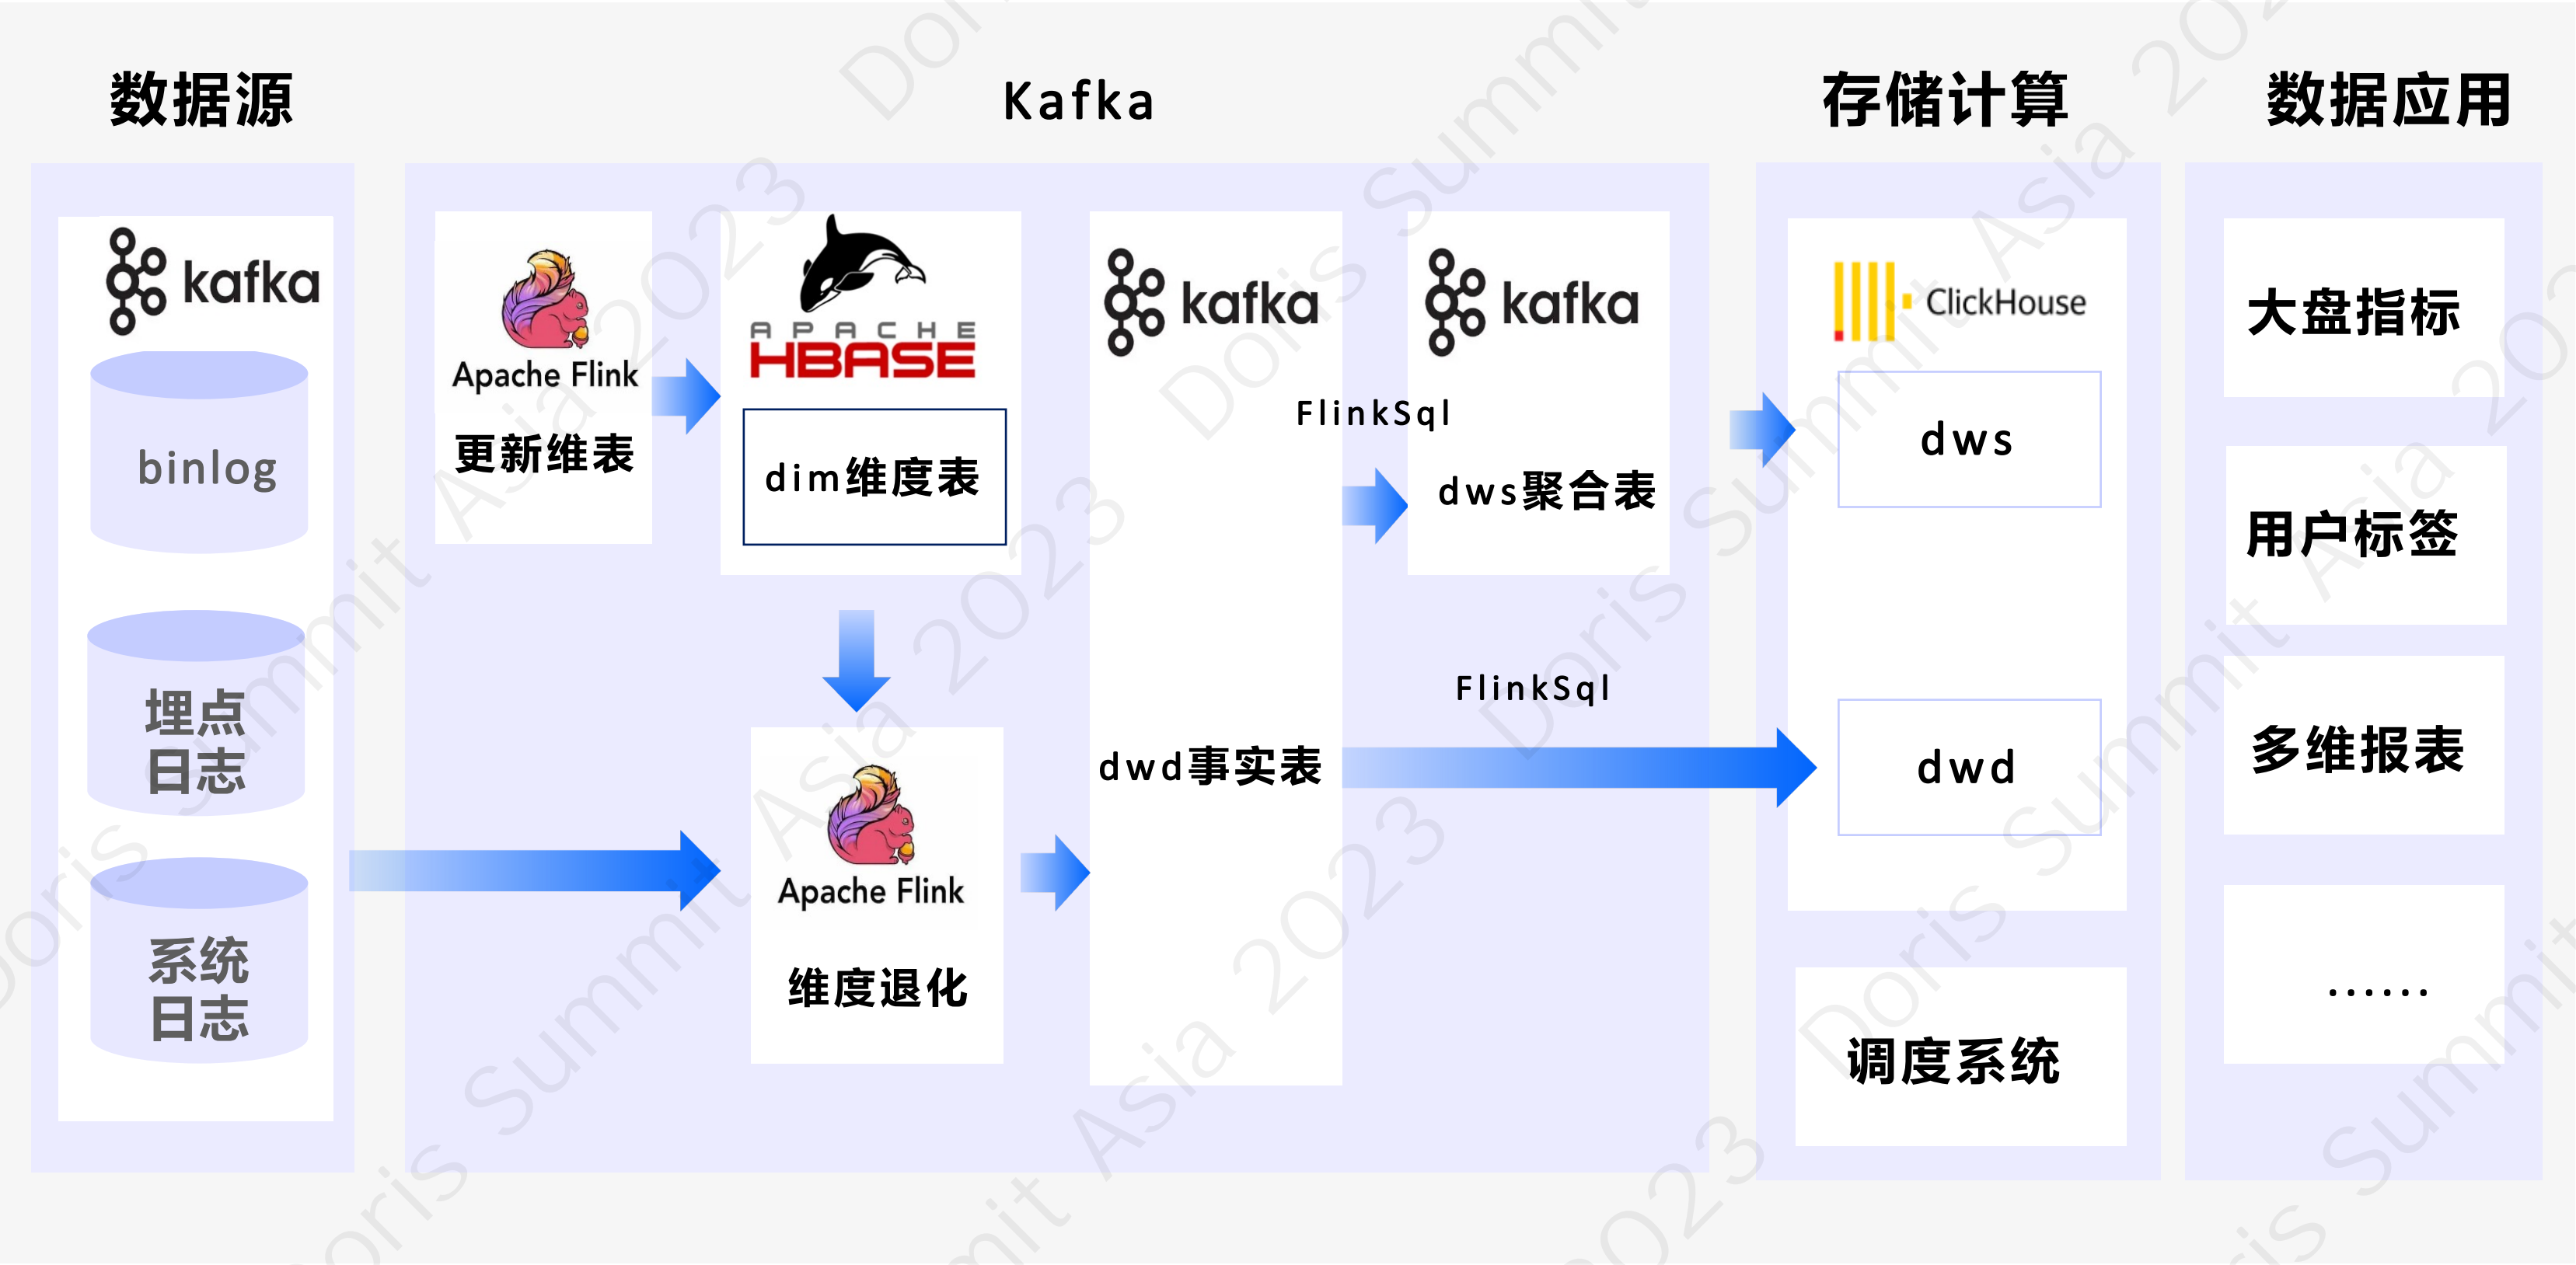 数据源
Kafka
存储计算
数据应用
kafka
binlog
埋点
日志
系统
日志
Apache Flink
更新维表
APACHE
HBASE
dim维度表
Apache Flink
维度退化
kafka
dwd事实表
FlinkSql
kafka
dws聚合表
FlinkSql
ClickHouse
dws
dwd
调度系统
大盘指标
用户标签
多维报表
......
Doris Summit Asia 2023